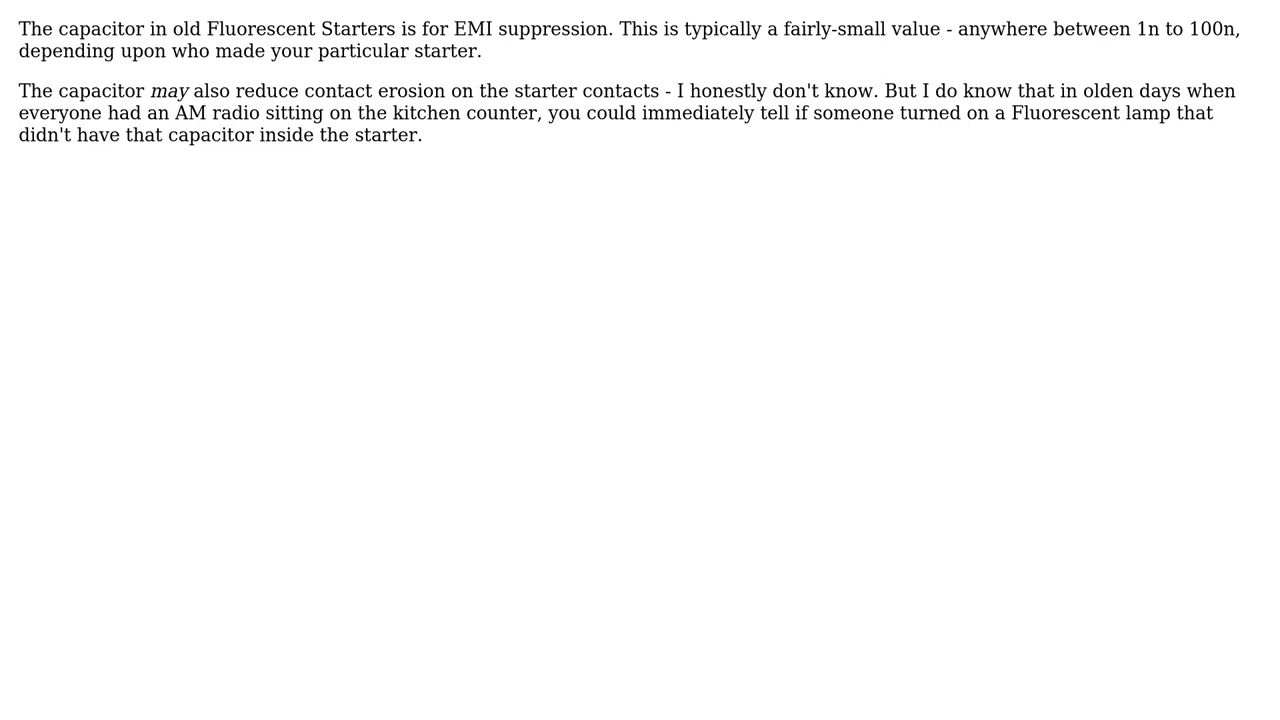 The capacitor in old Fluorescent Starters is for EMI suppression. This is typically a fairly-small value - anywhere between 1n to 100n,
depending upon who made your particular starter.
The capacitor may also reduce contact erosion on the starter contacts - I honestly don't know. But I do know that in olden days when
everyone had an AM radio sitting on the kitchen counter, you could immediately tell if someone turned on a Fluorescent lamp that
didn't have that capacitor inside the starter.